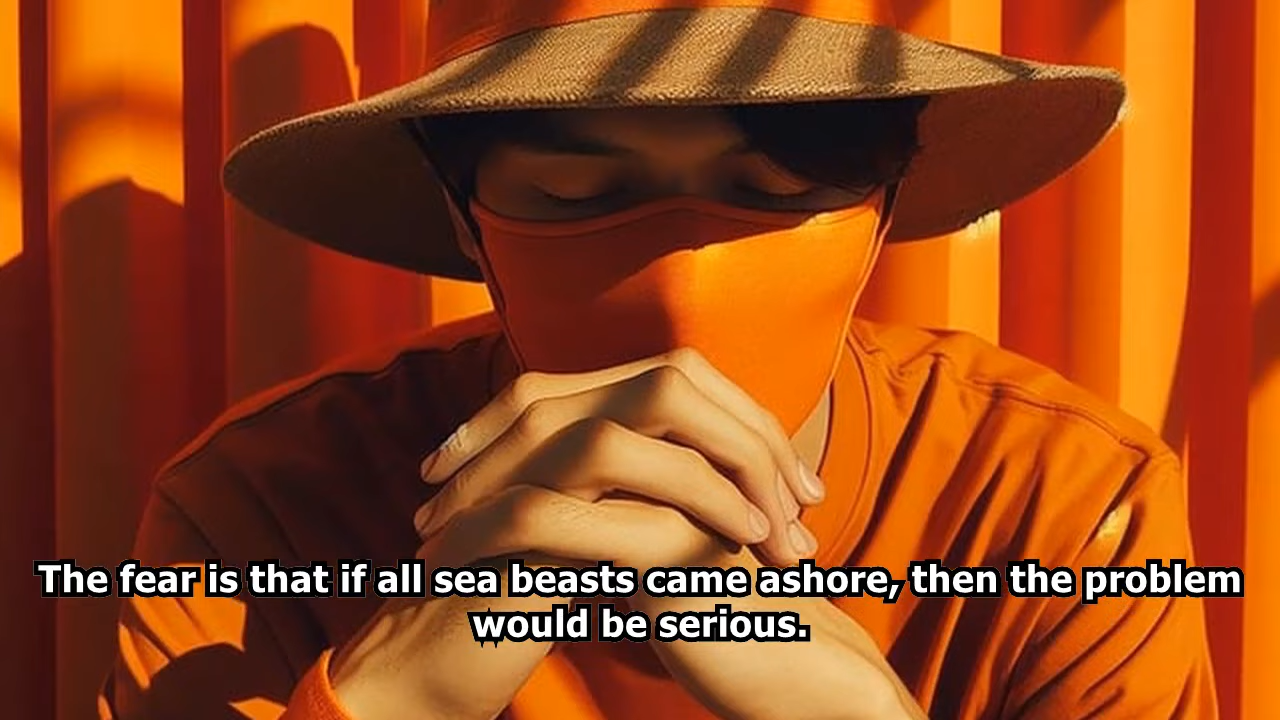 The fear is that if all sea beasts came ashore, then the problem
would be serious.